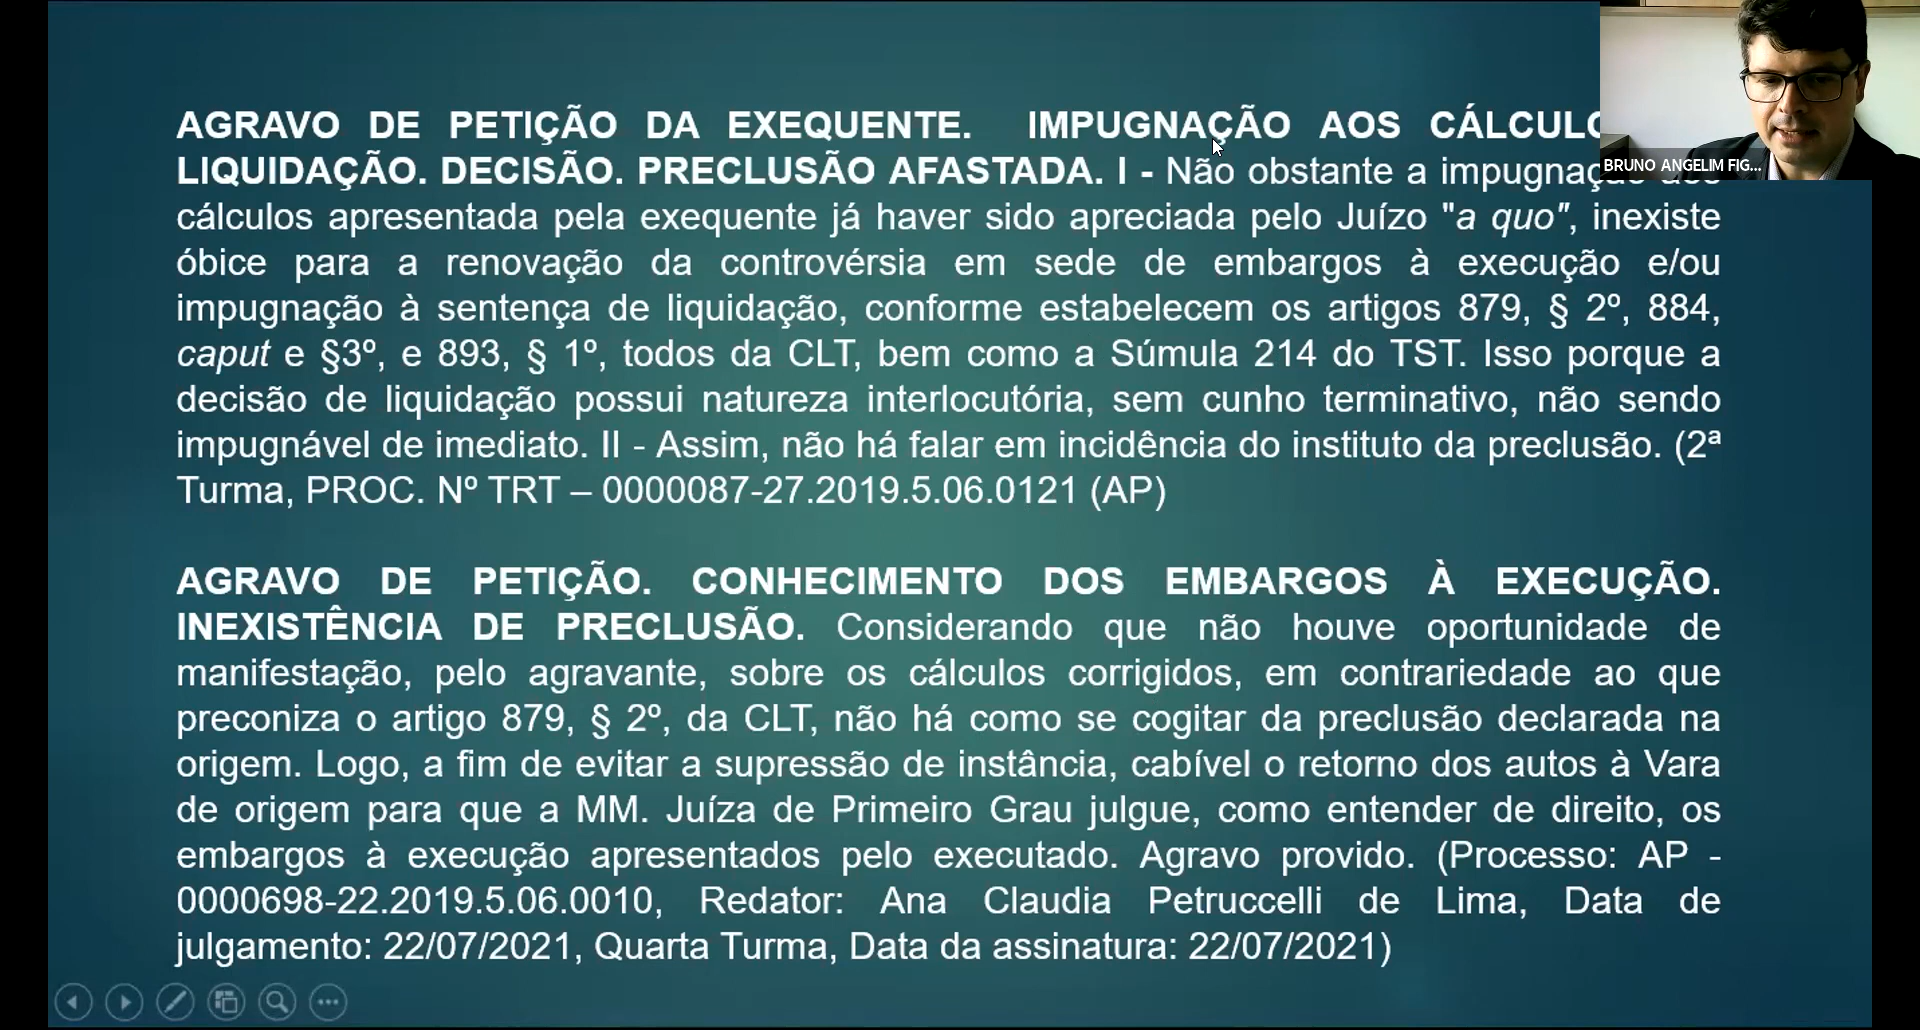 AGRAVO DE PETIÇÃO DA EXEQUENTE. IMPUGNAÇÃO AOS
LIQUIDAÇÃO. DECISÃO. PRECLUSÃO AFASTADA. I - Não obstante a
BRUNO ANGELIM FIG...
cálculos apresentada pela exequente já haver sido apreciada pelo Juízo "a quo", inexiste
óbice para a renovação da controvérsia em sede de embargos à execução e/ou
impugnação à sentença de liquidação, conforme estabelecem os artigos 879, § 2º, 884,
caput e §3º, e 893, § 1º, todos da CLT, bem como a Súmula 214 do TST. Isso porque a
decisão de liquidação possui natureza interlocutória, sem cunho terminativo, não sendo
impugnável de imediato. II - Assim, não há falar em incidência do instituto da preclusão. (2ª
Turma, PROC. Nº TRT – 0000087-27.2019.5.06.0121 (AP)
AGRAVO DE PETIÇÃO. CONHECIMENTO DOS EMBARGOS À EXECUÇÃO.
INEXISTÊNCIA DE PRECLUSÃO. Considerando que não houve oportunidade de
manifestação, pelo agravante, sobre os cálculos corrigidos, em contrariedade ao que
preconiza o artigo 879, § 2º, da CLT, não há como se cogitar da preclusão declarada na
origem. Logo, a fim de evitar a supressão de instância, cabível o retorno dos autos à Vara
de origem para que a MM. Juíza de Primeiro Grau julgue, como entender de direito, os
embargos à execução apresentados pelo executado. Agravo provido. (Processo: AP -
0000698-22.2019.5.06.0010, Redator: Ana Claudia Petruccelli de Lima, Data de
julgamento: 22/07/2021, Quarta Turma, Data da assinatura: 22/07/2021)